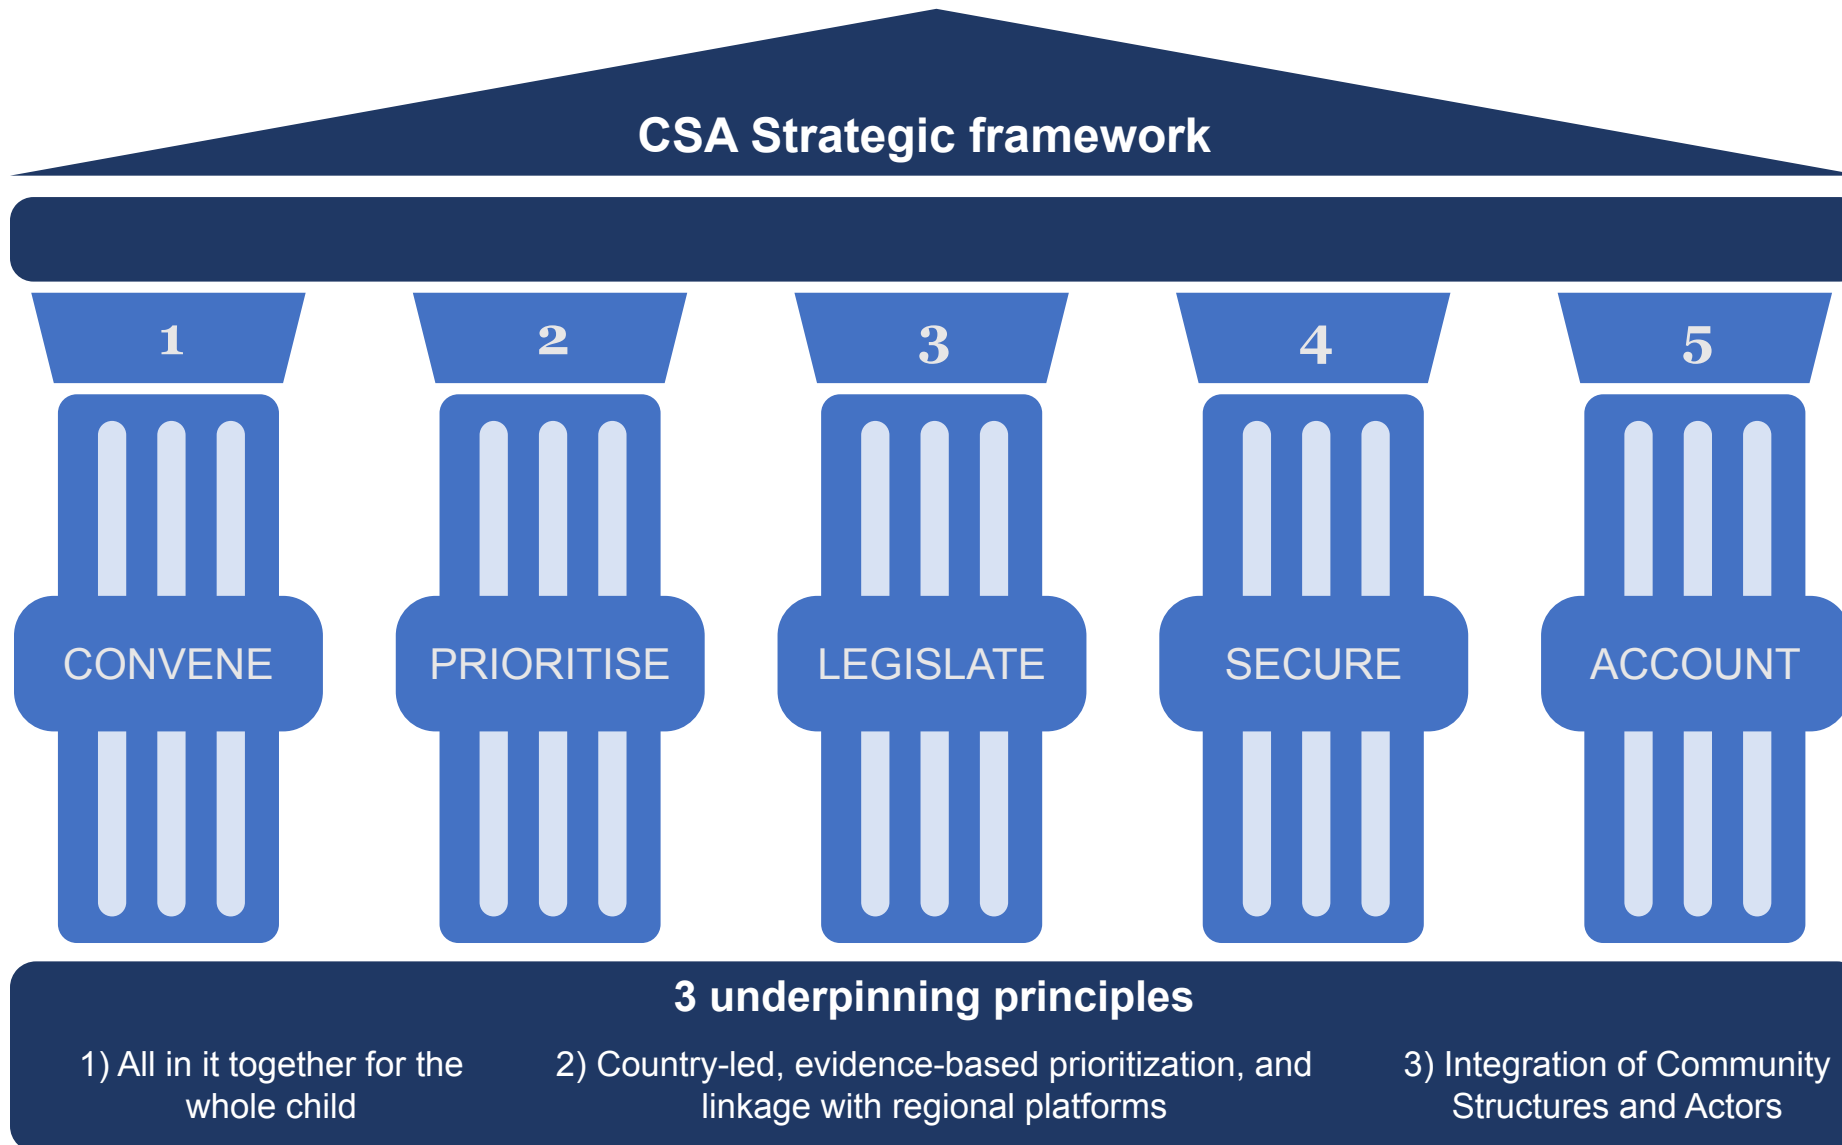 CSA Strategic framework
1
2
3
4
5
CONVENE
PRIORITISE
LEGISLATE
SECURE
ACCOUNT
3 underpinning principles
1) All in it together for the
whole child
2) Country-led, evidence-based prioritization, and
linkage with regional platforms
3) Integration of Community
Structures and Actors